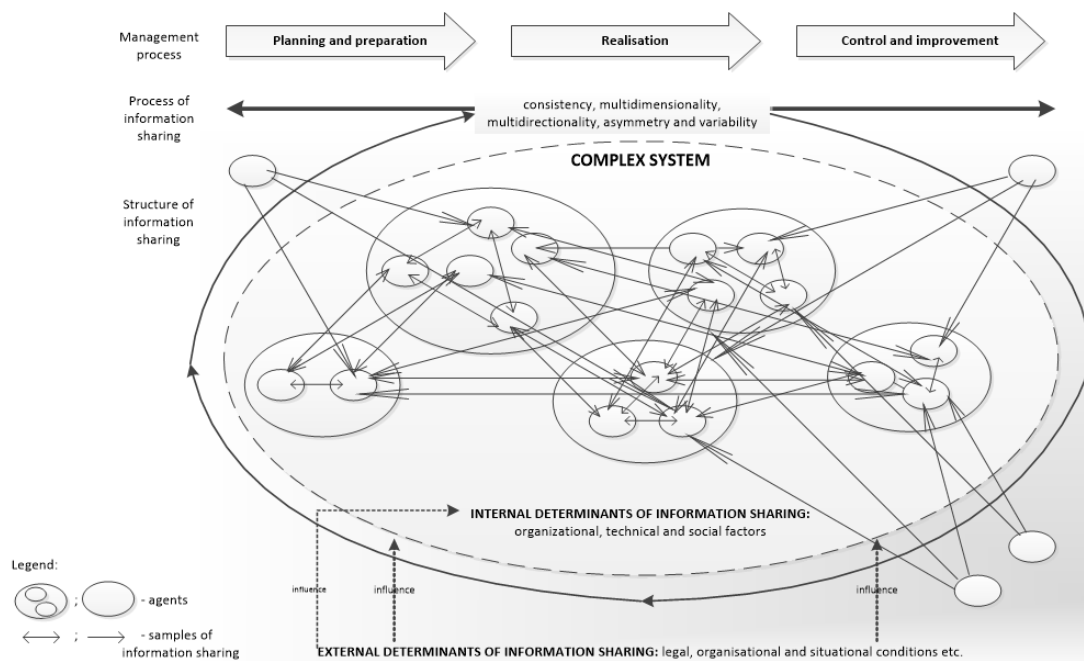 Management
process
Planning and preparation
Realisation
Control and improvement
Process of
information
sharing
consistency, multidimensionality,
multidirectionality, asymmetry and variability
COMPLEX SYSTEM
Structure of
information
sharing
INTERNAL DETERMINANTS OF INFORMATION SHARING:
organizational, technical and social factors
Legend:
; - agents
; - samples of
information sharing
influence
influence
influence
EXTERNAL DETERMINANTS OF INFORMATION SHARING: legal, organisational and situational conditions etc.